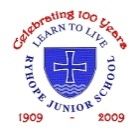 Celebrating 100 Years
LEARN TO LIVE
RYHOPE JUNIOR SCHOOL
1909 - 2009